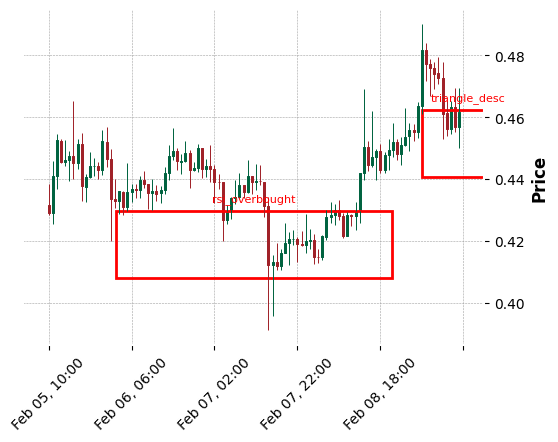 0.48
triangle_desc
0.46
0.44
rsi_overbought
0.42
0.40
Price
Feb 05, 10:00
Feb 06, 06:00
Feb 07, 02:00
Feb 07, 22:00
Feb 08, 18:00